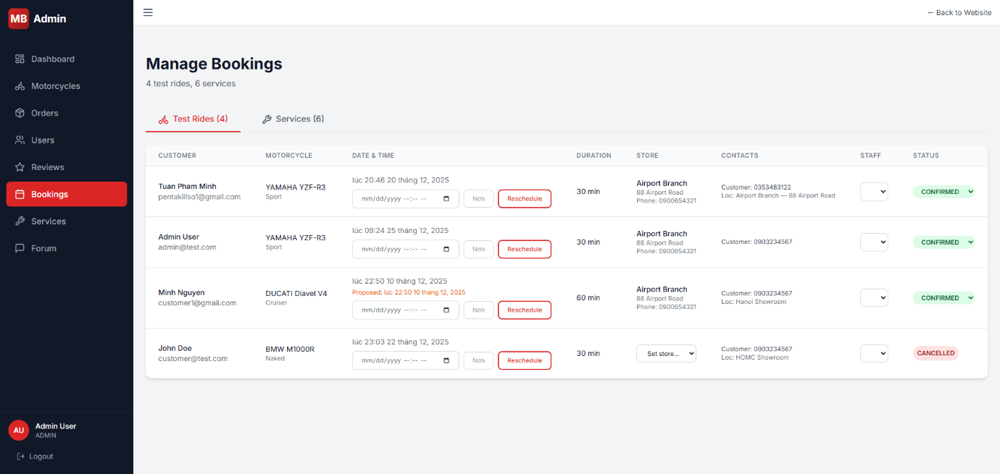 MB Admin
← Back to Website
Dashboard
Motorcycles
Orders
Users
Reviews
Bookings
Services
Forum
AU
Admin User
ADMIN
Logout
Manage Bookings
4 test rides, 6 services
Test Rides (4)
Services (6)
CUSTOMER MOTORCYCLE DATE & TIME DURATION STORE CONTACTS STAFF STATUS
Tuan Pham Minh
pentakillso1@gmail.com
YAMAHA YZF-R3
Sport
lúc 20:46 20 tháng 12, 2025
mm/dd/yyyy --:-- -- Note Reschedule
30 min
Airport Branch
88 Airport Road
Phone: 0900654321
Customer: 0353483122
Loc: Airport Branch — 88 Airport Road
CONFIRMED
Admin User
admin@test.com
YAMAHA YZF-R3
Sport
lúc 09:24 25 tháng 12, 2025
mm/dd/yyyy --:-- -- Note Reschedule
30 min
Airport Branch
88 Airport Road
Phone: 0900654321
Customer: 0903234567
CONFIRMED
Minh Nguyen
customer1@gmail.com
DUCATI Diavel V4
Cruiser
lúc 22:50 10 tháng 12, 2025
Proposed: lúc 22:50 10 tháng 12, 2025
mm/dd/yyyy --:-- -- Note Reschedule
60 min
Airport Branch
88 Airport Road
Phone: 0900654321
Customer: 0903234567
Loc: Hanoi Showroom
CONFIRMED
John Doe
customer@test.com
BMW M1000R
Naked
lúc 23:03 22 tháng 12, 2025
mm/dd/yyyy --:-- -- Note Reschedule
30 min
Set store...
Customer: 0903234567
Loc: HCMC Showroom
CANCELLED